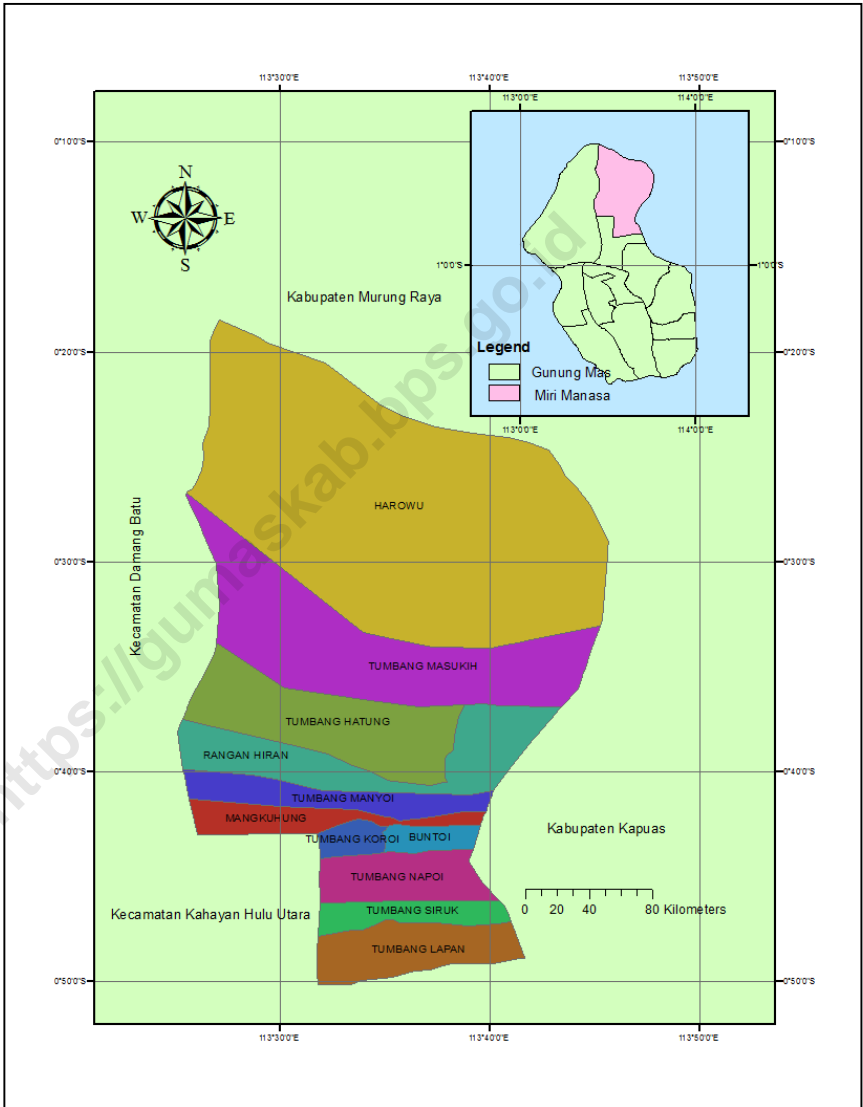 113°30'0"E
113°40'0"E
113°50'0"E
113°0'0"E
114°0'0"E
0°10'0"S
0°10'0"S
N
W
E
S
1°0'0"S
1°0'0"S
Kabupaten Murung Raya
Legend
Gunung Mas
Miri Manasa
0°20'0"S
0°20'0"S
113°0'0"E
114°0'0"E
HAROWU
Kecamatan Damang Batu
0°30'0"S
0°30'0"S
TUMBANG MASUKIH
TUMBANG HATUNG
RANGAN HIRAN
0°40'0"S
0°40'0"S
TUMBANG MANYOI
MANGKUHUNG
Kabupaten Kapuas
TUMBANG KOROI
BUNTOI
TUMBANG NAPOI
0 20 40 80 Kilometers
Kecamatan Kahayan Hulu Utara
TUMBANG SIRUK
TUMBANG LAPAN
0°50'0"S
0°50'0"S
113°30'0"E
113°40'0"E
113°50'0"E
https://gumaskab.bps.go.id